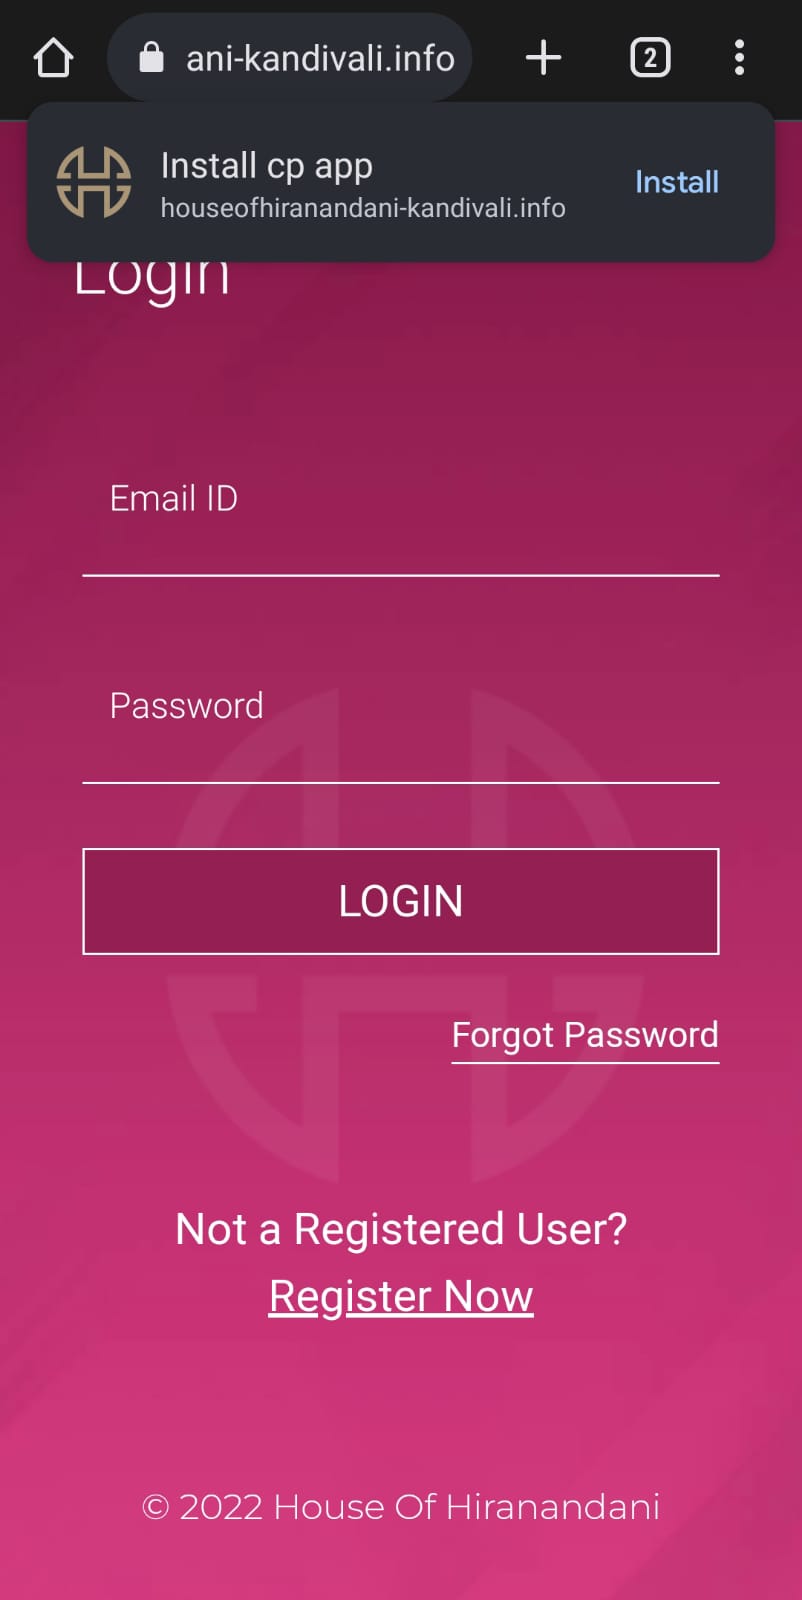 ani-kandivali.info
2
Install cp app
houseofhiranandani-kandivali.info
Install
Login
Email ID
Password
LOGIN
Forgot Password
Not a Registered User?
Register Now
© 2022 House Of Hiranandani